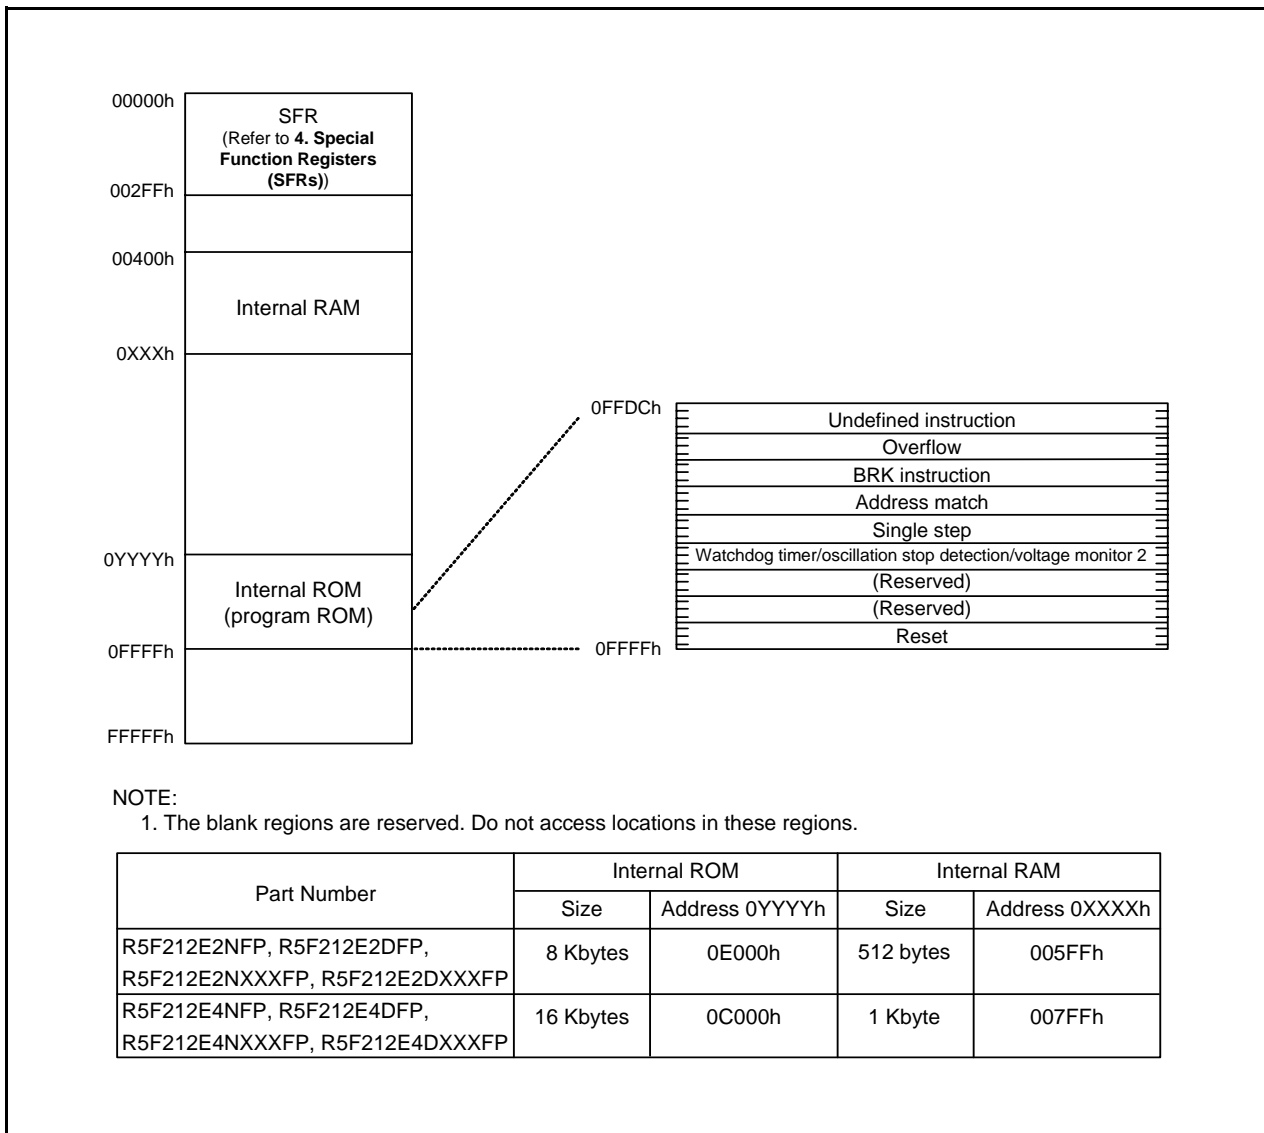 00000h
SFR
(Refer to 4. Special
Function Registers
(SFRs))
002FFh
00400h
Internal RAM
0XXXh
0YYYYh
Internal ROM
(program ROM)
0FFFFh
FFFFFh
0FFDCh
Undefined instruction
Overflow
BRK instruction
Address match
Single step
Watchdog timer/oscillation stop detection/voltage monitor 2
(Reserved)
(Reserved)
Reset
0FFFFh
NOTE:
1. The blank regions are reserved. Do not access locations in these regions.
Part Number
Internal ROM
Internal RAM
Size
Address 0YYYYh
Size
Address 0XXXXh
R5F212E2NFP, R5F212E2DFP,
R5F212E2NXXXFP, R5F212E2DXXXFP
8 Kbytes
0E000h
512 bytes
005FFh
R5F212E4NFP, R5F212E4DFP,
R5F212E4NXXXFP, R5F212E4DXXXFP
16 Kbytes
0C000h
1 Kbyte
007FFh